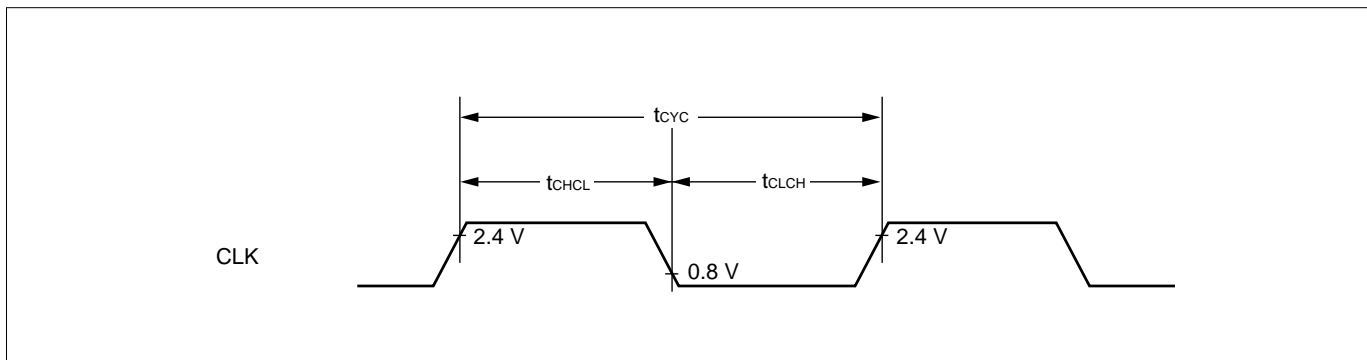 tCYC
tCHCL
tCLCH
CLK
2.4 V
0.8 V
2.4 V